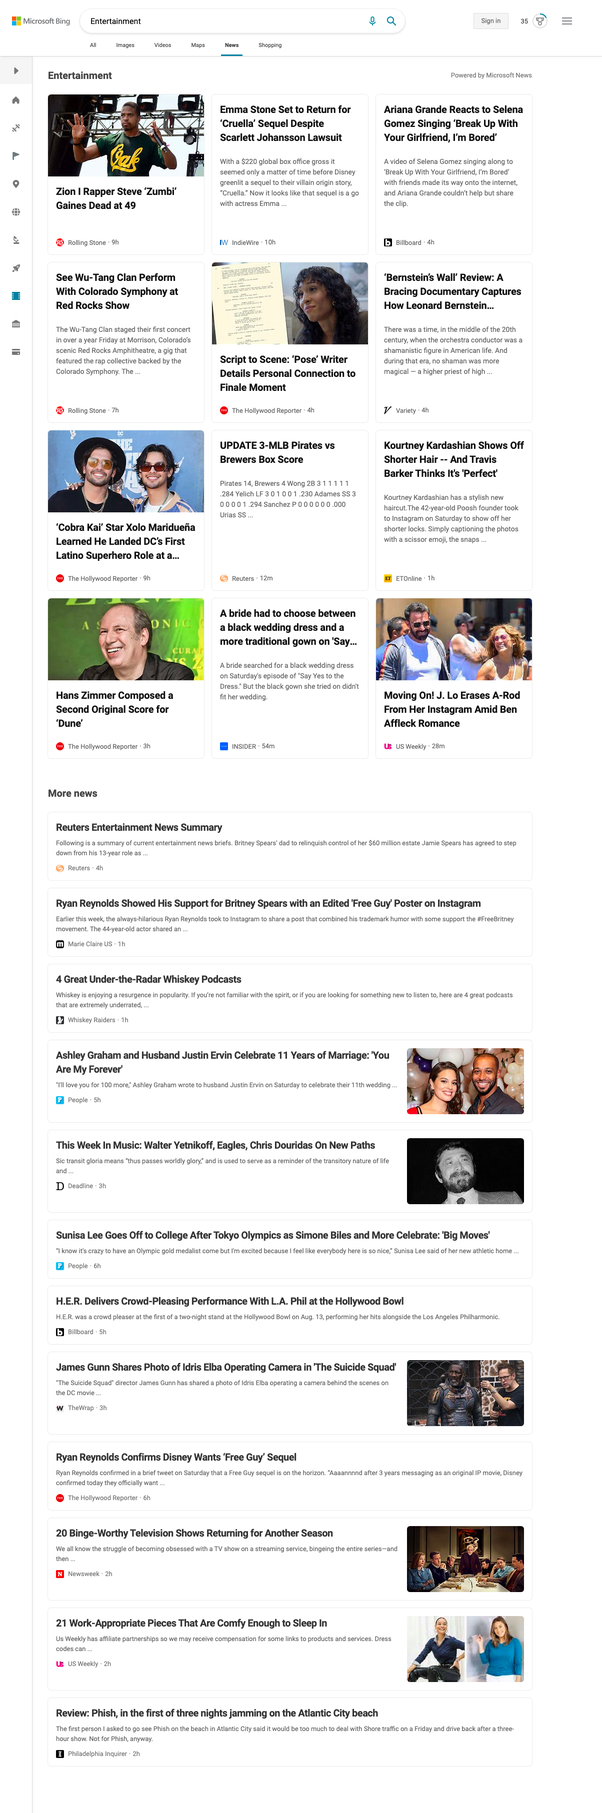 Microsoft Bing
Entertainment
Sign in
35
All
Images
Videos
Maps
News
Shopping
Entertainment
Powered by Microsoft News
Zion I Rapper Steve ‘Zumbi’
Gaines Dead at 49
Rolling Stone · 9h
Emma Stone Set to Return for
‘Cruella’ Sequel Despite
Scarlett Johansson Lawsuit
With a $220 global box office gross it
seemed only a matter of time before Disney
greenlit a sequel to their villain origin story,
"Cruella." Now it looks like that sequel is a go
with actress Emma ...
IndieWire · 10h
Ariana Grande Reacts to Selena
Gomez Singing ‘Break Up With
Your Girlfriend, I’m Bored’
A video of Selena Gomez singing along to
‘Break Up With Your Girlfriend, I’m Bored’
with friends made its way onto the internet,
and Ariana Grande couldn’t help but share
the clip.
Billboard · 4h
See Wu-Tang Clan Perform
With Colorado Symphony at
Red Rocks Show
The Wu-Tang Clan staged their first concert
in over a year Friday at Morrison, Colorado’s
scenic Red Rocks Amphitheatre, a gig that
featured the rap collective backed by the
Colorado Symphony. The ...
Rolling Stone · 7h
Script to Scene: ‘Pose’ Writer
Details Personal Connection to
Finale Moment
The Hollywood Reporter · 4h
‘Bernstein’s Wall’ Review: A
Bracing Documentary Captures
How Leonard Bernstein...
There was a time, in the middle of the 20th
century, when the orchestra conductor was a
shamanistic figure in American life. And
during that era, no shaman was more
magical — a higher priest of high ...
Variety · 4h
‘Cobra Kai’ Star Xolo Maridueña
Learned He Landed DC’s First
Latino Superhero Role at a...
The Hollywood Reporter · 9h
UPDATE 3-MLB Pirates vs
Brewers Box Score
Pirates 14, Brewers 4 Wong 2B 3 1 1 1 1 1
.284 Yelich LF 3 0 1 0 0 1 .230 Adames SS 3
0 0 0 0 1 .294 Sanchez P 0 0 0 0 0 0 .000
Urias SS ...
Reuters · 12m
Kourtney Kardashian Shows Off
Shorter Hair -- And Travis
Barker Thinks It's 'Perfect'
Kourtney Kardashian has a stylish new
haircut.The 42-year-old Poosh founder took
to Instagram on Saturday to show off her
shorter locks. Simply captioning the photos
with a scissor emoji, the snaps ...
ETOnline · 1h
Hans Zimmer Composed a
Second Original Score for
‘Dune’
The Hollywood Reporter · 3h
A bride had to choose between
a black wedding dress and a
more traditional gown on 'Say...
A bride searched for a black wedding dress
on Saturday's episode of "Say Yes to the
Dress." But the black gown she tried on didn't
fit her wedding.
INSIDER · 54m
Moving On! J. Lo Erases A-Rod
From Her Instagram Amid Ben
Affleck Romance
US Weekly · 28m
More news
Reuters Entertainment News Summary
Following is a summary of current entertainment news briefs. Britney Spears' dad to relinquish control of her $60 million estate Jamie Spears has agreed to step
down from his 13-year role as ...
Reuters · 4h
Ryan Reynolds Showed His Support for Britney Spears with an Edited 'Free Guy' Poster on Instagram
Earlier this week, the always-hilarious Ryan Reynolds took to Instagram to share a post that combined his trademark humor with some support the #FreeBritney
movement. The 44-year-old actor shared an ...
Marie Claire US · 1h
4 Great Under-the-Radar Whiskey Podcasts
Whiskey is enjoying a resurgence in popularity. If you're not familiar with the spirit, or if you are looking for something new to listen to, here are 4 great podcasts
that are extremely underrated, ...
Whiskey Raiders · 1h
Ashley Graham and Husband Justin Ervin Celebrate 11 Years of Marriage: 'You
Are My Forever'
"I'll love you for 100 more," Ashley Graham wrote to husband Justin Ervin on Saturday to celebrate their 11th wedding ...
People · 5h
This Week In Music: Walter Yetnikoff, Eagles, Chris Douridas On New Paths
Sic transit gloria means “thus passes worldly glory,” and is used to serve as a reminder of the transitory nature of life
and ...
Deadline · 3h
Sunisa Lee Goes Off to College After Tokyo Olympics as Simone Biles and More Celebrate: 'Big Moves'
"I know it's crazy to have an Olympic gold medalist come but I'm excited because I feel like everybody here is so nice," Sunisa Lee said of her new athletic home ...
People · 6h
H.E.R. Delivers Crowd-Pleasing Performance With L.A. Phil at the Hollywood Bowl
H.E.R. was a crowd pleaser at the first of a two-night stand at the Hollywood Bowl on Aug. 13, performing her hits alongside the Los Angeles Philharmonic.
Billboard · 5h
James Gunn Shares Photo of Idris Elba Operating Camera in 'The Suicide Squad'
"The Suicide Squad" director James Gunn has shared a photo of Idris Elba operating a camera behind the scenes on
the DC movie ...
TheWrap · 3h
Ryan Reynolds Confirms Disney Wants ‘Free Guy’ Sequel
Ryan Reynolds confirmed in a brief tweet on Saturday that a Free Guy sequel is on the horizon. “Aaaannnnd after 3 years messaging as an original IP movie, Disney
confirmed today they officially want ...
The Hollywood Reporter · 6h
20 Binge-Worthy Television Shows Returning for Another Season
We all know the struggle of becoming obsessed with a TV show on a streaming service, bingeing the entire series—and
then ...
Newsweek · 2h
21 Work-Appropriate Pieces That Are Comfy Enough to Sleep In
Us Weekly has affiliate partnerships so we may receive compensation for some links to products and services. Dress
codes can ...
US Weekly · 2h
Review: Phish, in the first of three nights jamming on the Atlantic City beach
The first person I asked to go see Phish on the beach in Atlantic City said it would be too much to deal with Shore traffic on a Friday and drive back after a three-
hour show. Not for Phish, anyway.
Philadelphia Inquirer · 2h